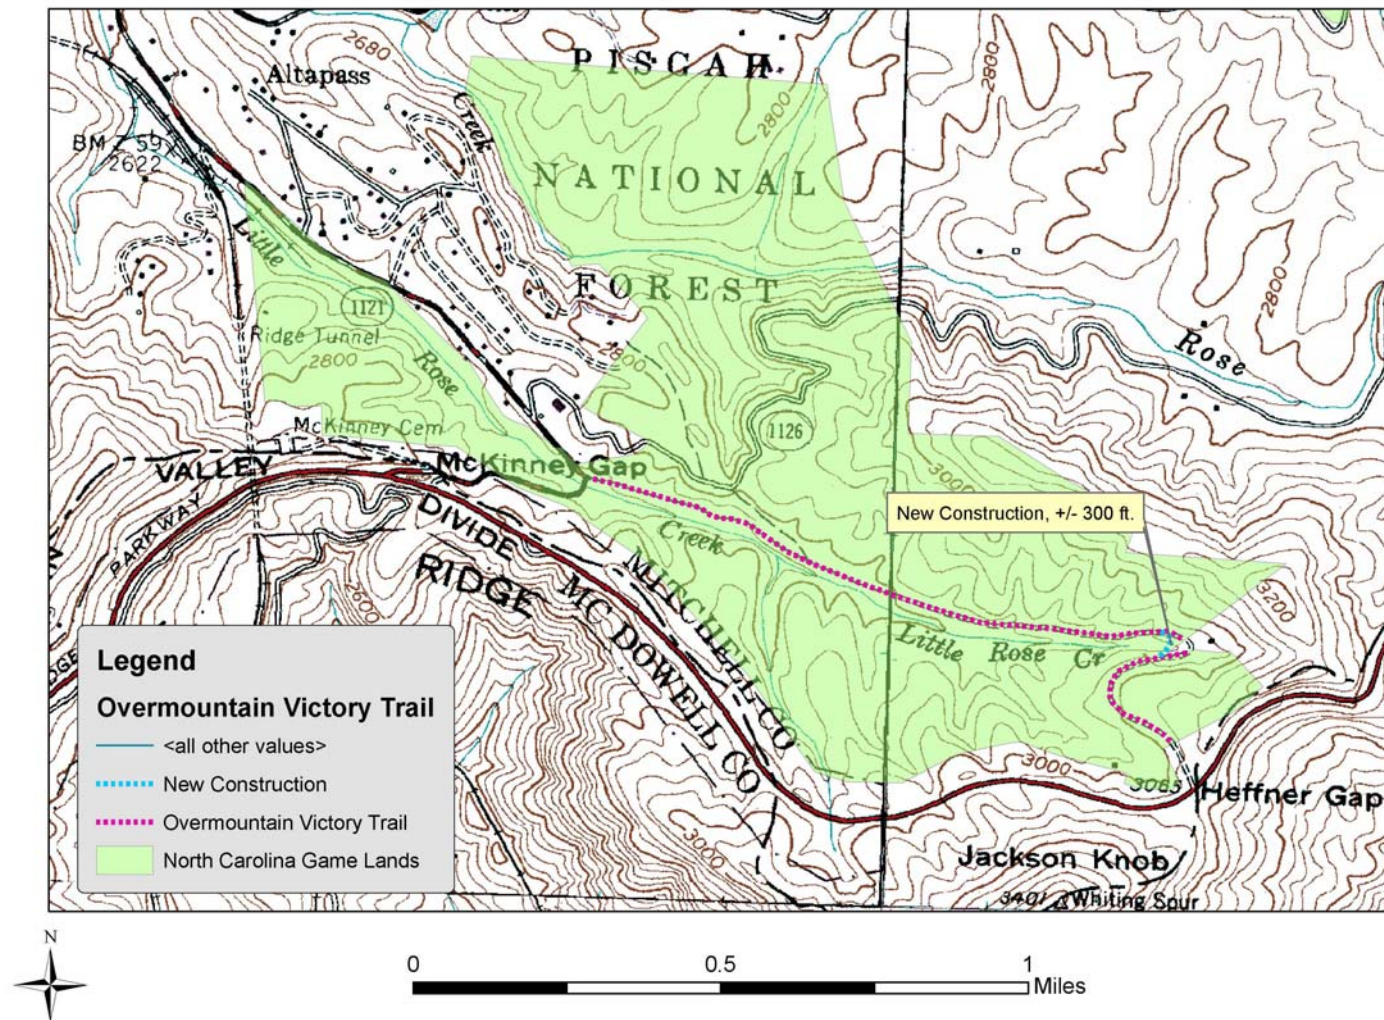 PISGAH
2680
Altapass
Creek
2800
2800
BM Z 59
2622
NATIONAL
Little
FOREST
2800
1121
Ridge Tunnel
2800
2800
Rose
Rose
McKinney Cem
1126
VALLEY
McKinney Gap
3000
PARKWAY
DIVIDE
New Construction, +/- 300 ft.
Creek
RIDGE
MITCHELL CO
MC DOWELL CO
2600
3200
Little Rose Cr
Legend
Overmountain Victory Trail
<all other values>
New Construction
Overmountain Victory Trail
North Carolina Game Lands
3000
3065
Heffner Gap
3000
Jackson Knob
3401
Whiting Spur
N
0 0.5 1
Miles